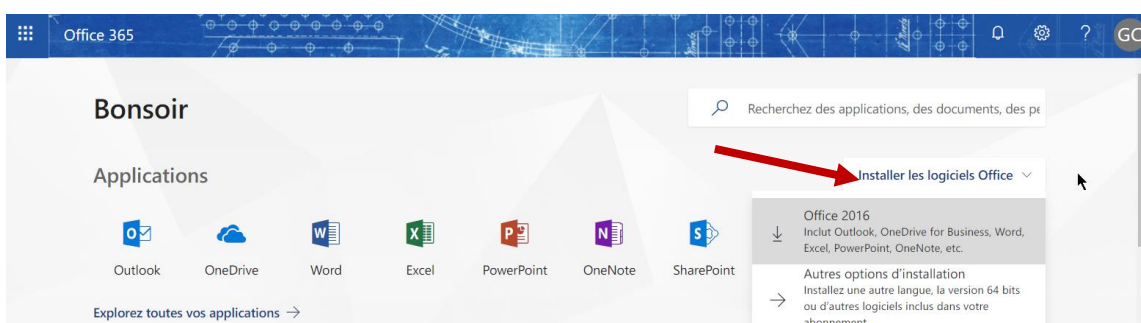 Office 365
?
GC
Bonsoir
Recherchez des applications, des documents, des pe
Applications
Installer les logiciels Office
Office 2016
Inclut Outlook, OneDrive for Business, Word,
Excel, PowerPoint, OneNote, etc.
Outlook
OneDrive
Word
Excel
PowerPoint
OneNote
SharePoint
Autres options d'installation
Installez une autre langue, la version 64 bits
ou d'autres logiciels inclus dans votre
abonnement
Explorez toutes vos applications →